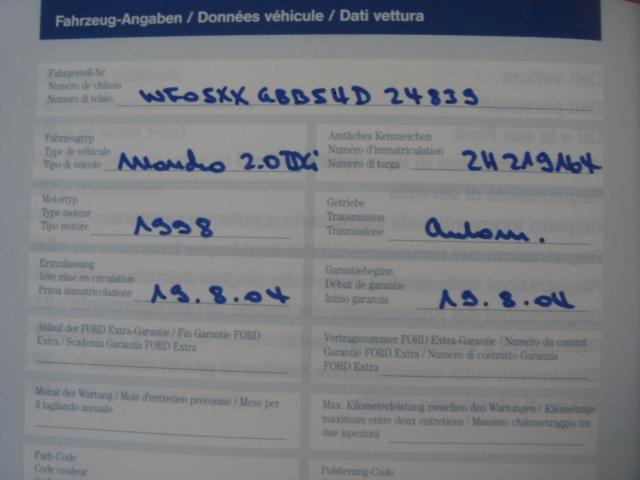 Fahrzeug-Angaben / Données véhicule / Dati vettura
Fahrgestell-Nr
Numéro de châssis
Numero di telaio WF05XX GBB54D 24839
Fahrzeugtyp
Type de véhicule
Tipo di veicolo Mondeo 2.0 TDCi
Amtliches Kennzeichen
Numéro d'immatriculation
Numero di targa ZH 219164
Motortyp
Type moteur
Tipo motore 1998
Getriebe
Transmission
Trasmissione Autom.
Erstzulassung
1ère mise en circulation
Prima immatricolazione 19.8.04
Garantiebeginn
Début de garantie
Inizio garanzia 19.8.04
Ablauf der FORD Extra-Garantie / Fin Garantie FORD
Extra / Scadenza Garanzia FORD Extra
Vertragsnummer FORD Extra-Garantie / Numéro du contrat
Garantie FORD Extra / Numero di contratto Garanzia
FORD Extra
Monat der Wartung / Mois d'entretien préconisé / Mese per
il tagliando annuale
Max. Kilometerleistung zwischen den Wartungen / Kilométrage
maximum entre deux entretiens / Massimo chilometraggio tra
due ispezioni
Farb-Code
Code couleur
Polsterung-Code